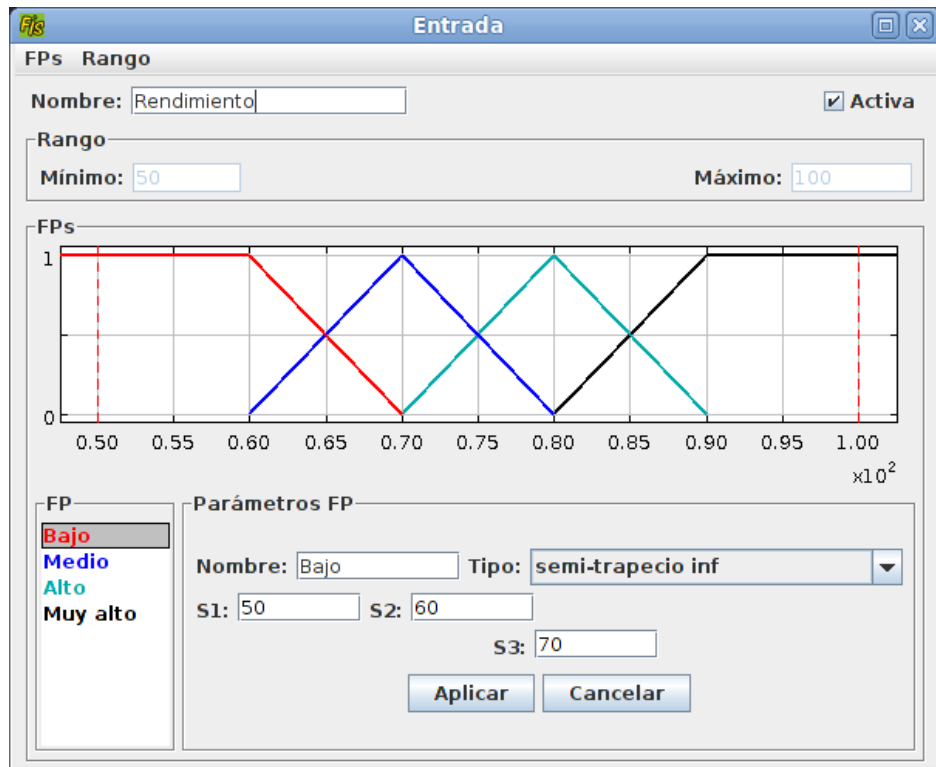 Fis Entrada
FPs Rango
Nombre: Rendimiento Activa
Rango
Mínimo: 50 Máximo: 100
FPs
1
0
0.50 0.55 0.60 0.65 0.70 0.75 0.80 0.85 0.90 0.95 1.00
x10²
FP Parámetros FP
Bajo
Medio
Alto
Muy alto
Nombre: Bajo Tipo: semi-trapecio inf
S1: 50 S2: 60
S3: 70
Aplicar Cancelar